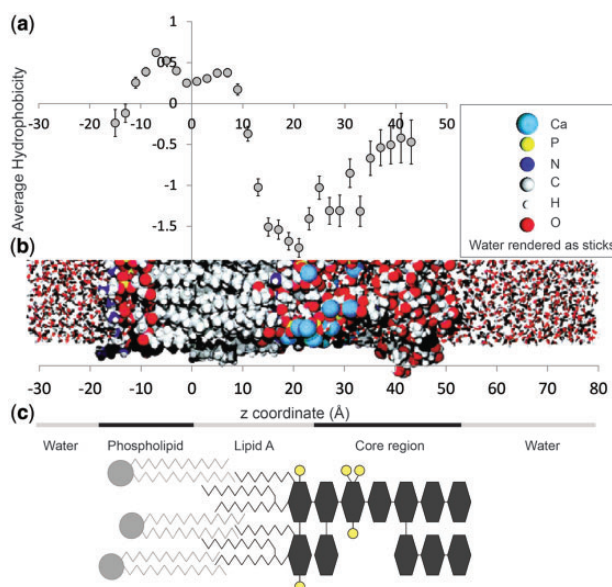 (a)
Average Hydrophobicity
1
0.5
0
-0.5
-1
-1.5
-30 -20 -10 0 10 20 30 40 50
Ca
P
N
C
H
O
Water rendered as sticks
(b)
-30 -20 -10 0 10 20 30 40 50 60 70 80
z coordinate (Å)
(c)
Water Phospholipid Lipid A Core region Water